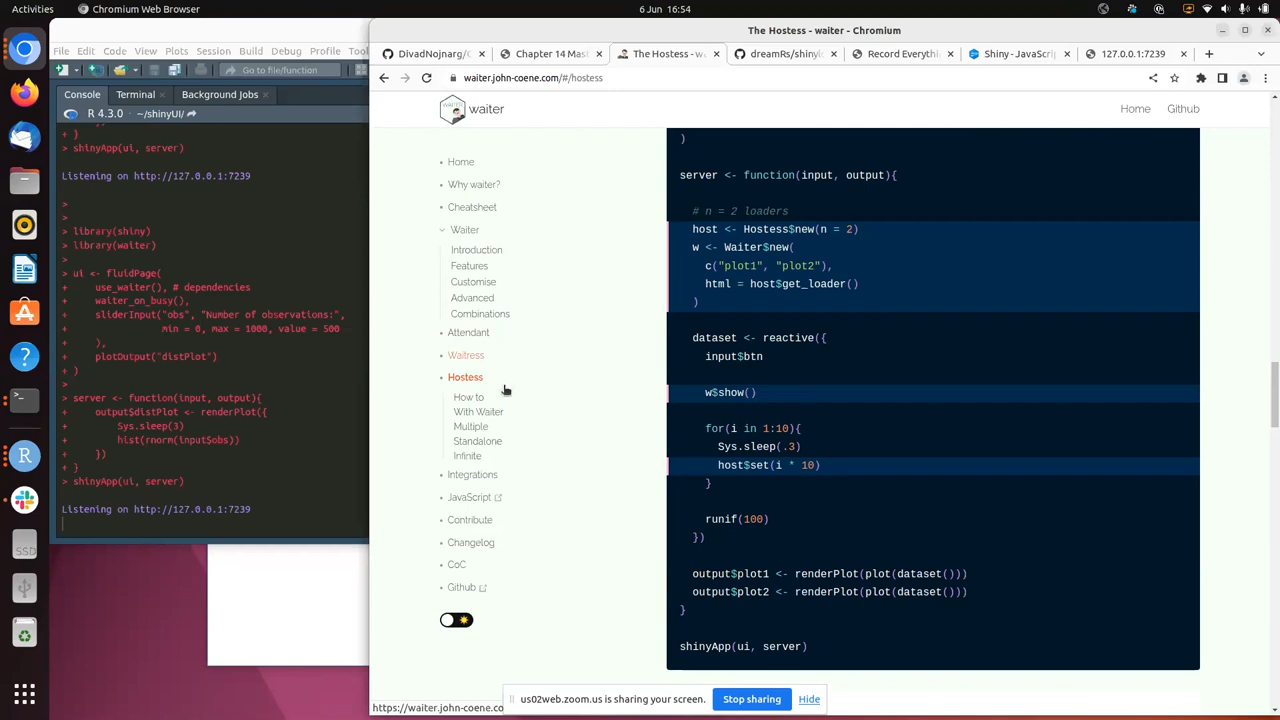 Activities
Chromium Web Browser
6 Jun 16:54
File Edit Code View Plots Session Build Debug Profile
Go to file/function
Console Terminal × Background Jobs ×
R 4.3.0 · ~/shinyUI/
+ }
> shinyApp(ui, server)
Listening on http://127.0.0.1:7239
>
>
> library(shiny)
> library(waiter)
>
> ui <- fluidPage(
+ use_waiter(), # dependencies
+ waiter_on_busy(),
+ sliderInput("obs", "Number of observations:",
+ min = 0, max = 1000, value = 500
+ ),
+ plotOutput("distPlot")
+ )
>
> server <- function(input, output){
+ output$distPlot <- renderPlot({
+ Sys.sleep(3)
+ hist(rnorm(input$obs))
+ })
+ }
> shinyApp(ui, server)
Listening on http://127.0.0.1:7239
SSD
The Hostess - waiter - Chromium
DivadNojnarg/C
Chapter 14 Mas
The Hostess - wa
dreamRs/shinylo
Record Everythin
Shiny - JavaScrip
127.0.0.1:7239
waiter.john-coene.com/#/hostess
WAITER
waiter
Home Github
Home
Why waiter?
Cheatsheet
Waiter
Introduction
Features
Customise
Advanced
Combinations
Attendant
Waitress
Hostess
How to
With Waiter
Multiple
Standalone
Infinite
Integrations
JavaScript
Contribute
Changelog
CoC
Github
)
server <- function(input, output){
# n = 2 loaders
host <- Hostess$new(n = 2)
w <- Waiter$new(
c("plot1", "plot2"),
html = host$get_loader()
)
dataset <- reactive({
input$btn
w$show()
for(i in 1:10){
Sys.sleep(.3)
host$set(i * 10)
}
runif(100)
})
output$plot1 <- renderPlot(plot(dataset()))
output$plot2 <- renderPlot(plot(dataset()))
}
shinyApp(ui, server)
https://waiter.john-coene.co
us02web.zoom.us is sharing your screen.
Stop sharing
Hide